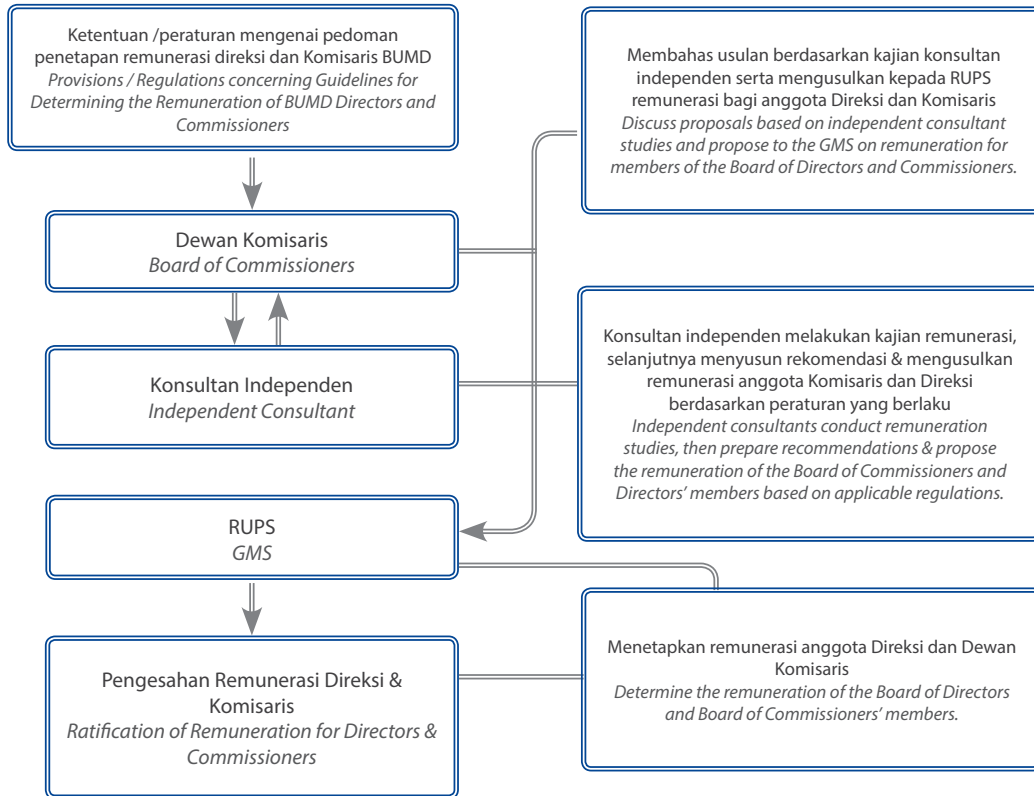 Ketentuan /peraturan mengenai pedoman
penetapan remunerasi direksi dan Komisaris BUMD
Provisions / Regulations concerning Guidelines for
Determining the Remuneration of BUMD Directors and
Commissioners
Membahas usulan berdasarkan kajian konsultan
independen serta mengusulkan kepada RUPS
remunerasi bagi anggota Direksi dan Komisaris
Discuss proposals based on independent consultant
studies and propose to the GMS on remuneration for
members of the Board of Directors and Commissioners.
Dewan Komisaris
Board of Commissioners
Konsultan Independen
Independent Consultant
Konsultan independen melakukan kajian remunerasi,
selanjutnya menyusun rekomendasi & mengusulkan
remunerasi anggota Komisaris dan Direksi
berdasarkan peraturan yang berlaku
Independent consultants conduct remuneration
studies, then prepare recommendations & propose
the remuneration of the Board of Commissioners and
Directors’ members based on applicable regulations.
RUPS
GMS
Pengesahan Remunerasi Direksi &
Komisaris
Ratification of Remuneration for Directors &
Commissioners
Menetapkan remunerasi anggota Direksi dan Dewan
Komisaris
Determine the remuneration of the Board of Directors
and Board of Commissioners’ members.